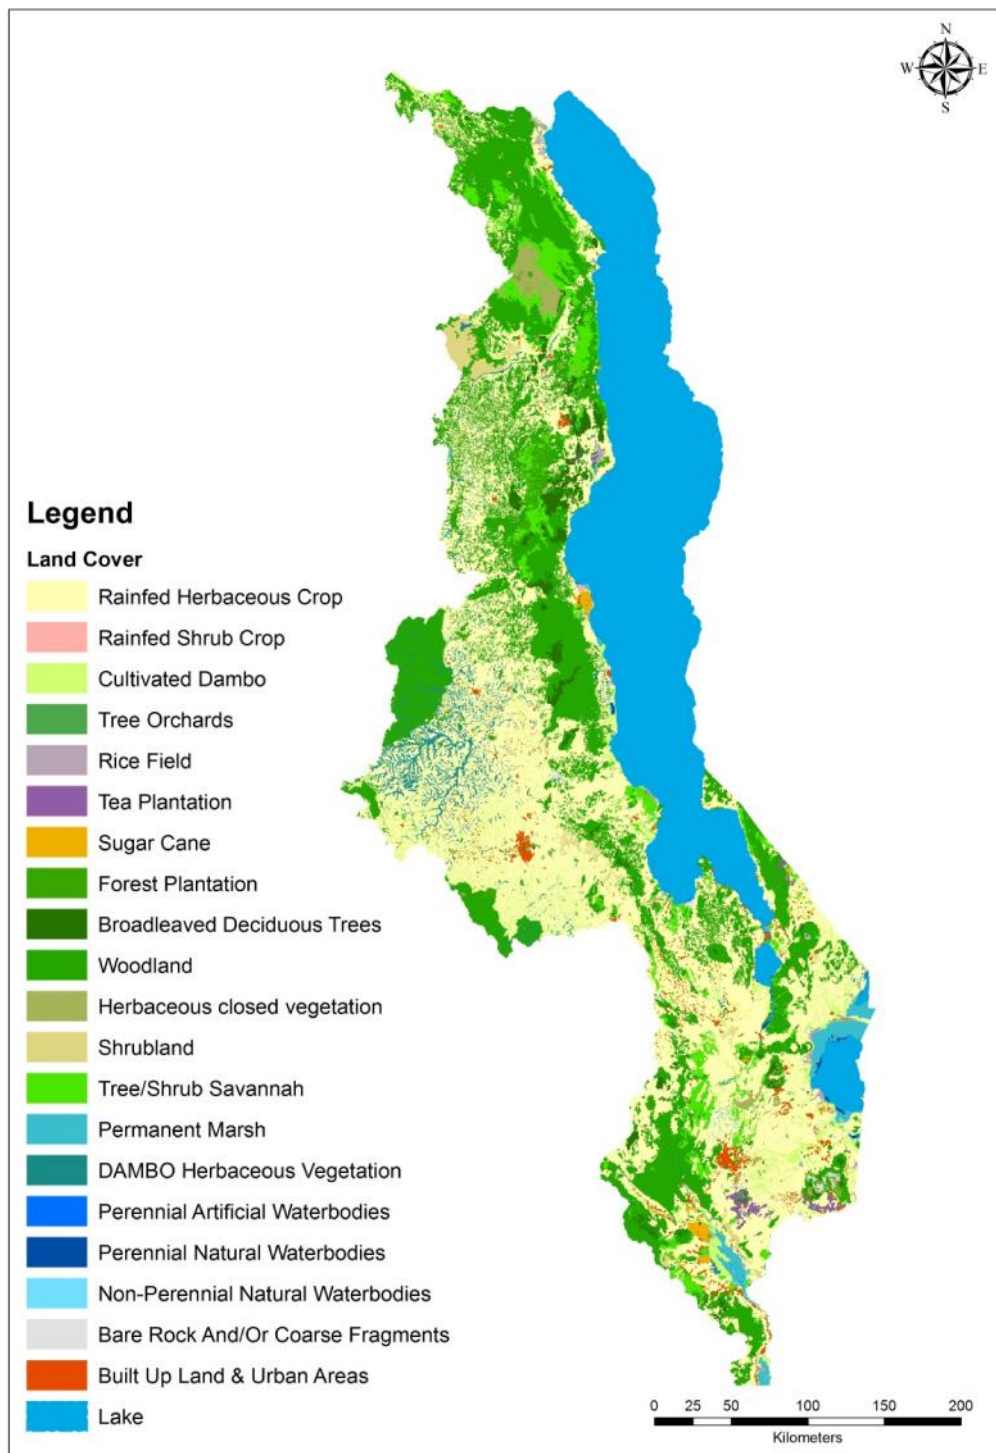 N
W E
S
Legend
Land Cover
Rainfed Herbaceous Crop
Rainfed Shrub Crop
Cultivated Dambo
Tree Orchards
Rice Field
Tea Plantation
Sugar Cane
Forest Plantation
Broadleaved Deciduous Trees
Woodland
Herbaceous closed vegetation
Shrubland
Tree/Shrub Savannah
Permanent Marsh
DAMBO Herbaceous Vegetation
Perennial Artificial Waterbodies
Perennial Natural Waterbodies
Non-Perennial Natural Waterbodies
Bare Rock And/Or Coarse Fragments
Built Up Land & Urban Areas
Lake
0 25 50 100 150 200
Kilometers